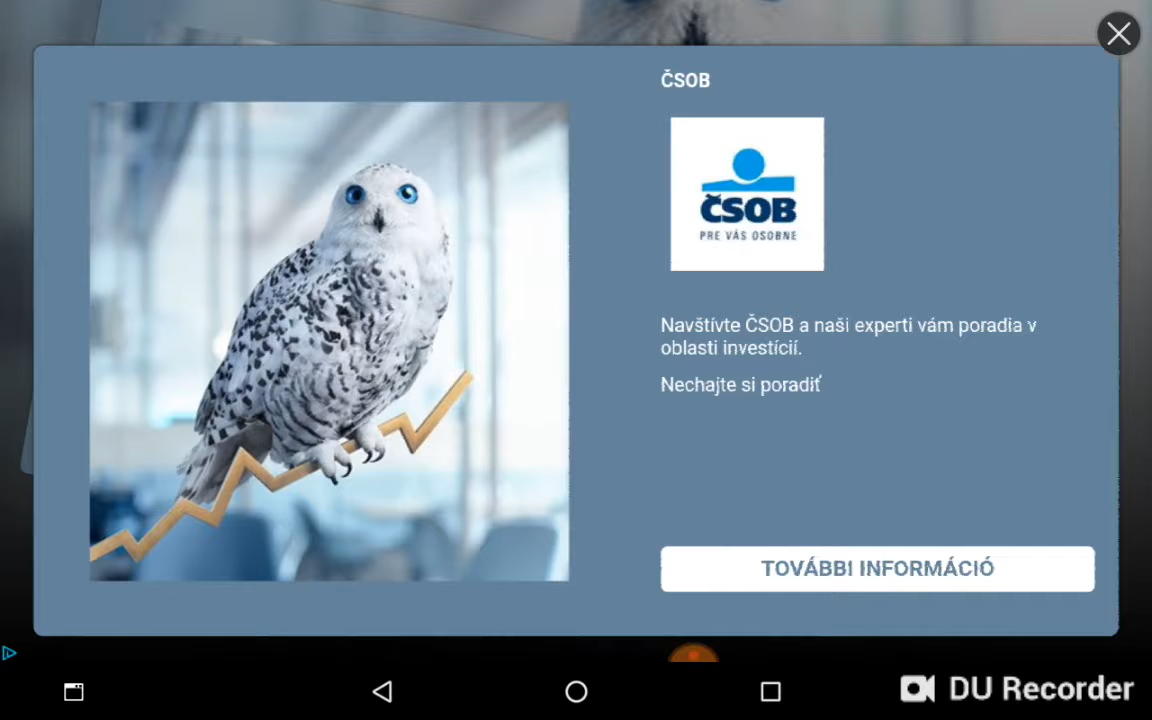 ČSOB
ČSOB
PRE VÁS OSOBNE
Navštívte ČSOB a naši experti vám poradia v
oblasti investícií.
Nechajte si poradiť
TOVÁBBI INFORMÁCIÓ
DU Recorder